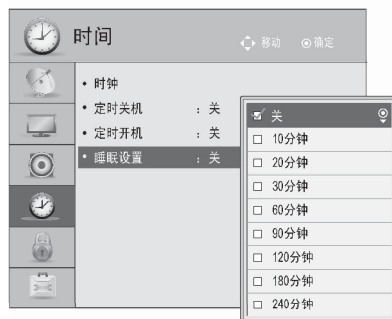 时间
移动 确定
• 时钟
• 定时关机 : 关
• 定时开机 : 关
• 睡眠设置 : 关
关
10分钟
20分钟
30分钟
60分钟
90分钟
120分钟
180分钟
240分钟